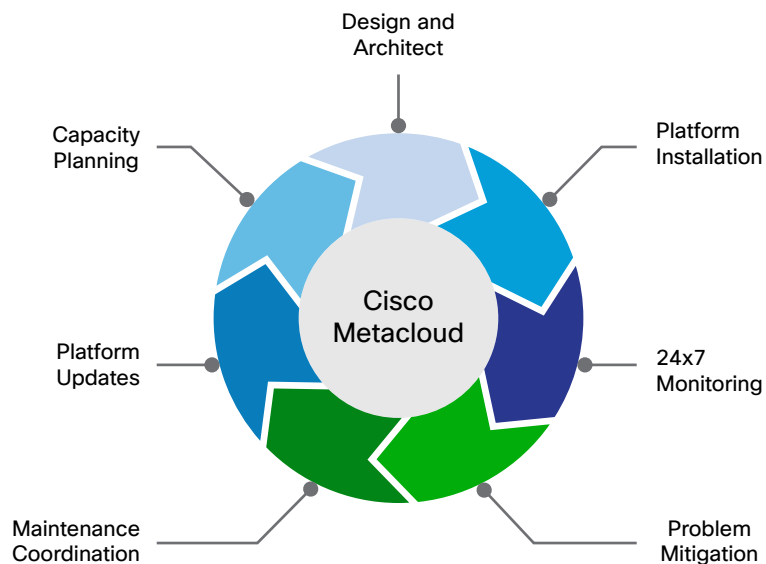 Design and
Architect
Platform
Installation
24x7
Monitoring
Problem
Mitigation
Maintenance
Coordination
Platform
Updates
Capacity
Planning
Cisco
Metacloud